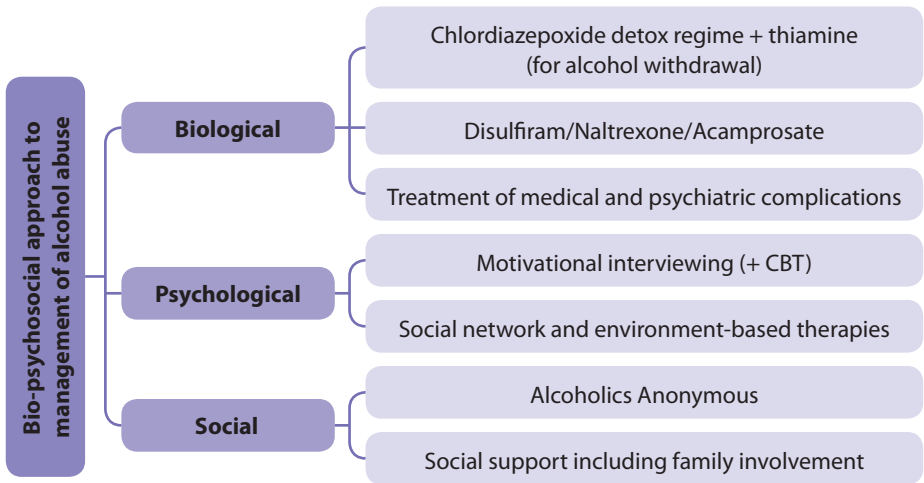 Bio-psychosocial approach to
management of alcohol abuse
Biological
Chlordiazepoxide detox regime + thiamine
(for alcohol withdrawal)
Disulfiram/Naltrexone/Acamprosate
Treatment of medical and psychiatric complications
Psychological
Motivational interviewing (+ CBT)
Social network and environment-based therapies
Social
Alcoholics Anonymous
Social support including family involvement